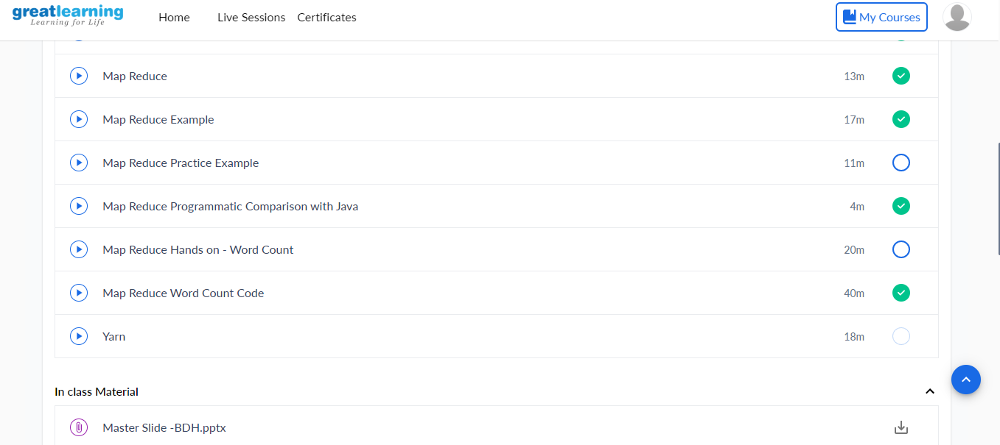 greatlearning
Learning for Life
Home Live Sessions Certificates My Courses
Map Reduce 13m
Map Reduce Example 17m
Map Reduce Practice Example 11m
Map Reduce Programmatic Comparison with Java 4m
Map Reduce Hands on - Word Count 20m
Map Reduce Word Count Code 40m
Yarn 18m
In class Material
Master Slide -BDH.pptx